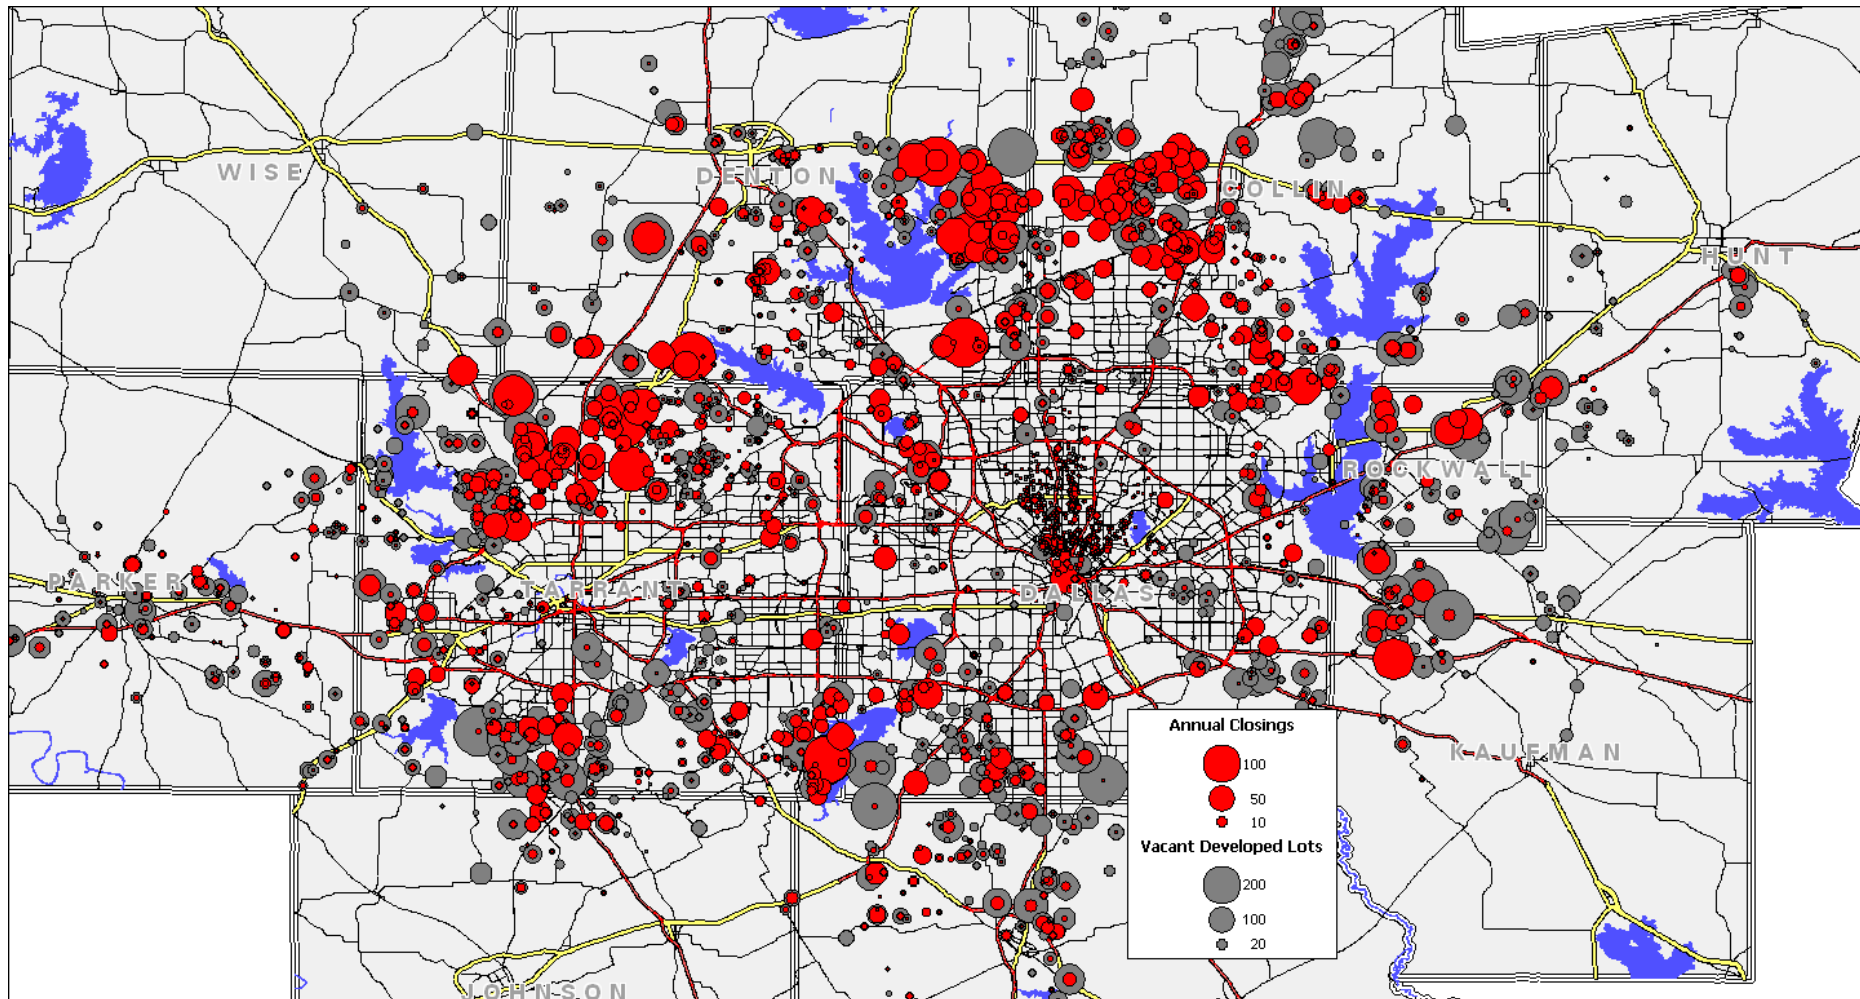 WISE
DENTON
COLLIN
HUNT
ROCKWALL
PARKER
TARRANT
DALLAS
KAUFMAN
JOHNSON
Annual Closings
100
50
10
Vacant Developed Lots
200
100
20